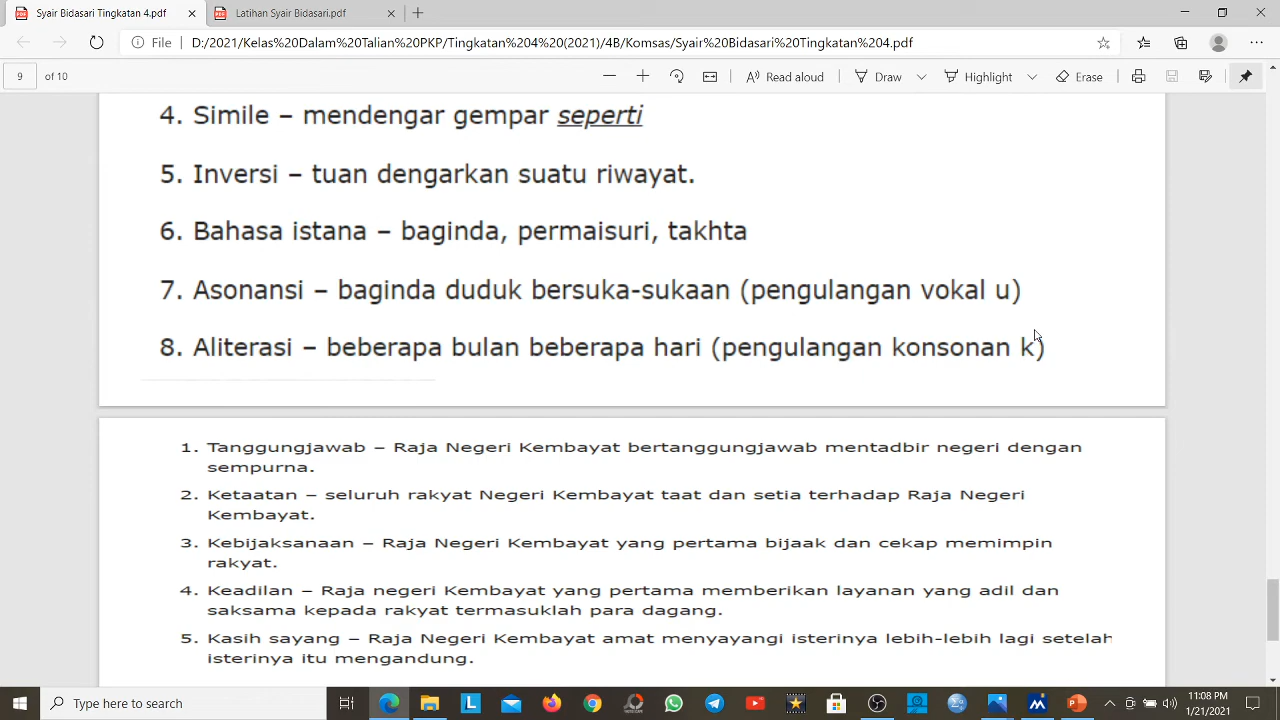 Syair Bidasari Tingkatan 4.pdf
Latihan Syair Bidasari.pdf
File D:/2021/Kelas%20Dalam%20Talian%20PKP/Tingkatan%204%20(2021)/4B/Komsas/Syair%20Bidasari%20Tingkatan%204.pdf
9 of 10 Read aloud Draw Highlight Erase
4. Simile – mendengar gempar seperti
5. Inversi – tuan dengarkan suatu riwayat.
6. Bahasa istana – baginda, permaisuri, takhta
7. Asonansi – baginda duduk bersuka-sukaan (pengulangan vokal u)
8. Aliterasi – beberapa bulan beberapa hari (pengulangan konsonan k)
1. Tanggungjawab – Raja Negeri Kembayat bertanggungjawab mentadbir negeri dengan
sempurna.
2. Ketaatan – seluruh rakyat Negeri Kembayat taat dan setia terhadap Raja Negeri
Kembayat.
3. Kebijaksanaan – Raja Negeri Kembayat yang pertama bijaak dan cekap memimpin
rakyat.
4. Keadilan – Raja negeri Kembayat yang pertama memberikan layanan yang adil dan
saksama kepada rakyat termasuklah para dagang.
5. Kasih sayang – Raja Negeri Kembayat amat menyayangi isterinya lebih-lebih lagi setelah
isterinya itu mengandung.
Type here to search
11:08 PM
1/21/2021